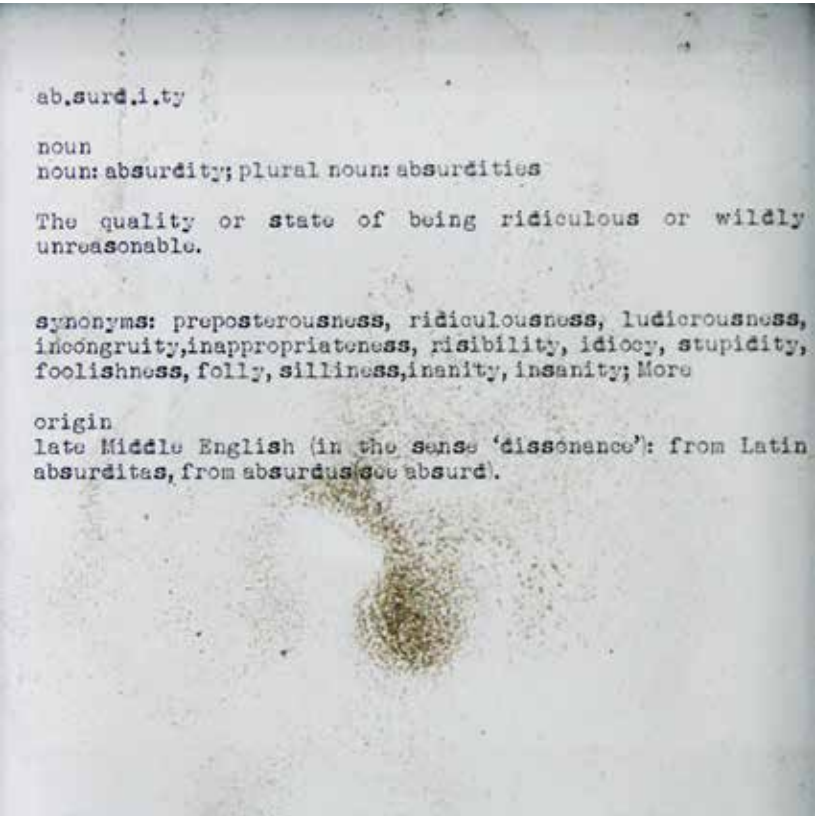 ab.surd.i.ty
noun
noun: absurdity; plural noun: absurdities
The quality or state of being ridiculous or wildly
unreasonable.
synonyms: preposterousness, ridiculousness, ludicrousness,
incongruity,inappropriateness, risibility, idiocy, stupidity,
foolishness, folly, silliness,inanity, insanity; More
origin
late Middle English (in the sense ‘dissonance’): from Latin
absurditas, from absurdus(see absurd).